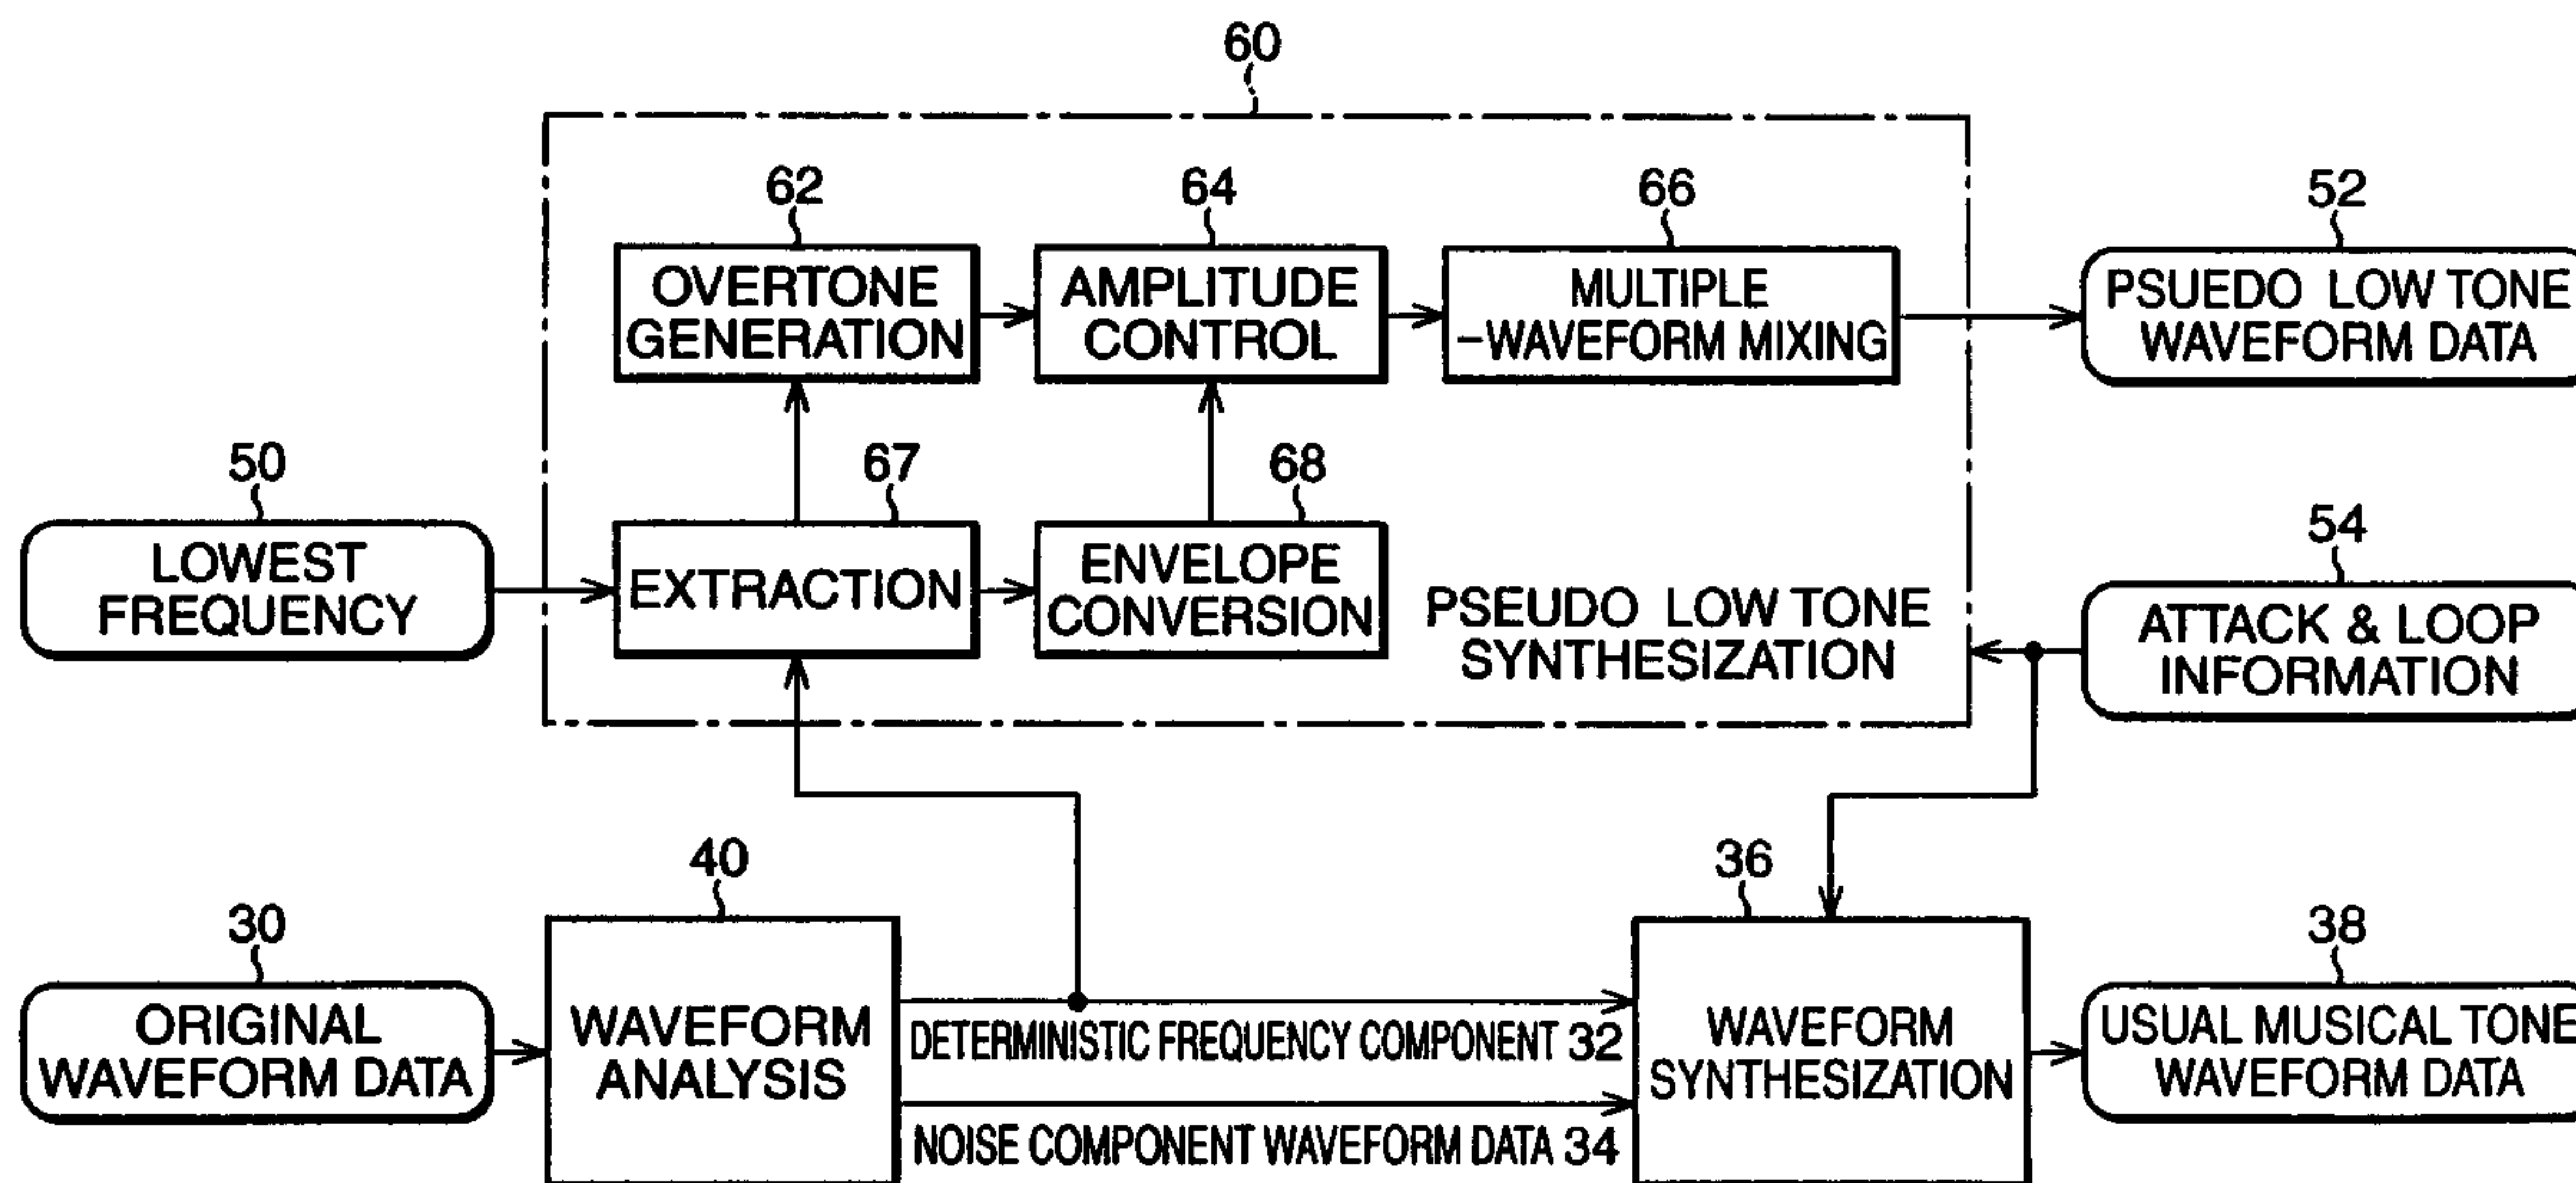 60
62
64
66
52
OVERTONE
GENERATION
AMPLITUDE
CONTROL
MULTIPLE
-WAVEFORM MIXING
PSUEDO LOW TONE
WAVEFORM DATA
50
67
68
54
LOWEST
FREQUENCY
EXTRACTION
ENVELOPE
CONVERSION
PSEUDO LOW TONE
SYNTHESIZATION
ATTACK & LOOP
INFORMATION
30
40
36
38
ORIGINAL
WAVEFORM DATA
WAVEFORM
ANALYSIS
DETERMINISTIC FREQUENCY COMPONENT 32
NOISE COMPONENT WAVEFORM DATA 34
WAVEFORM
SYNTHESIZATION
USUAL MUSICAL TONE
WAVEFORM DATA